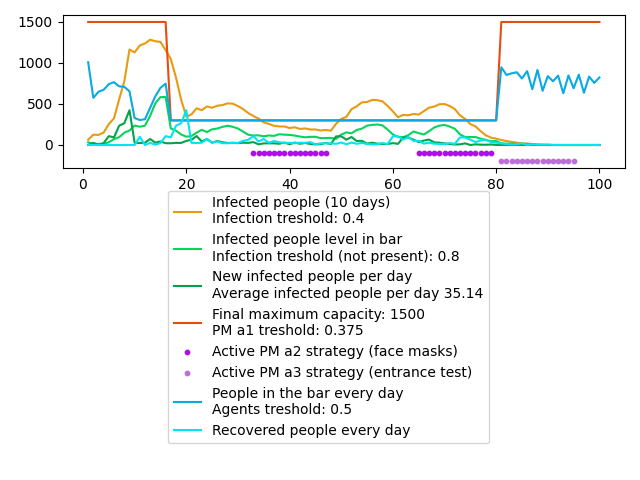 1500
1000
500
0
0
20
40
60
80
100
Infected people (10 days)
Infection treshold: 0.4
Infected people level in bar
Infection treshold (not present): 0.8
New infected people per day
Average infected people per day 35.14
Final maximum capacity: 1500
PM a1 treshold: 0.375
Active PM a2 strategy (face masks)
Active PM a3 strategy (entrance test)
People in the bar every day
Agents treshold: 0.5
Recovered people every day